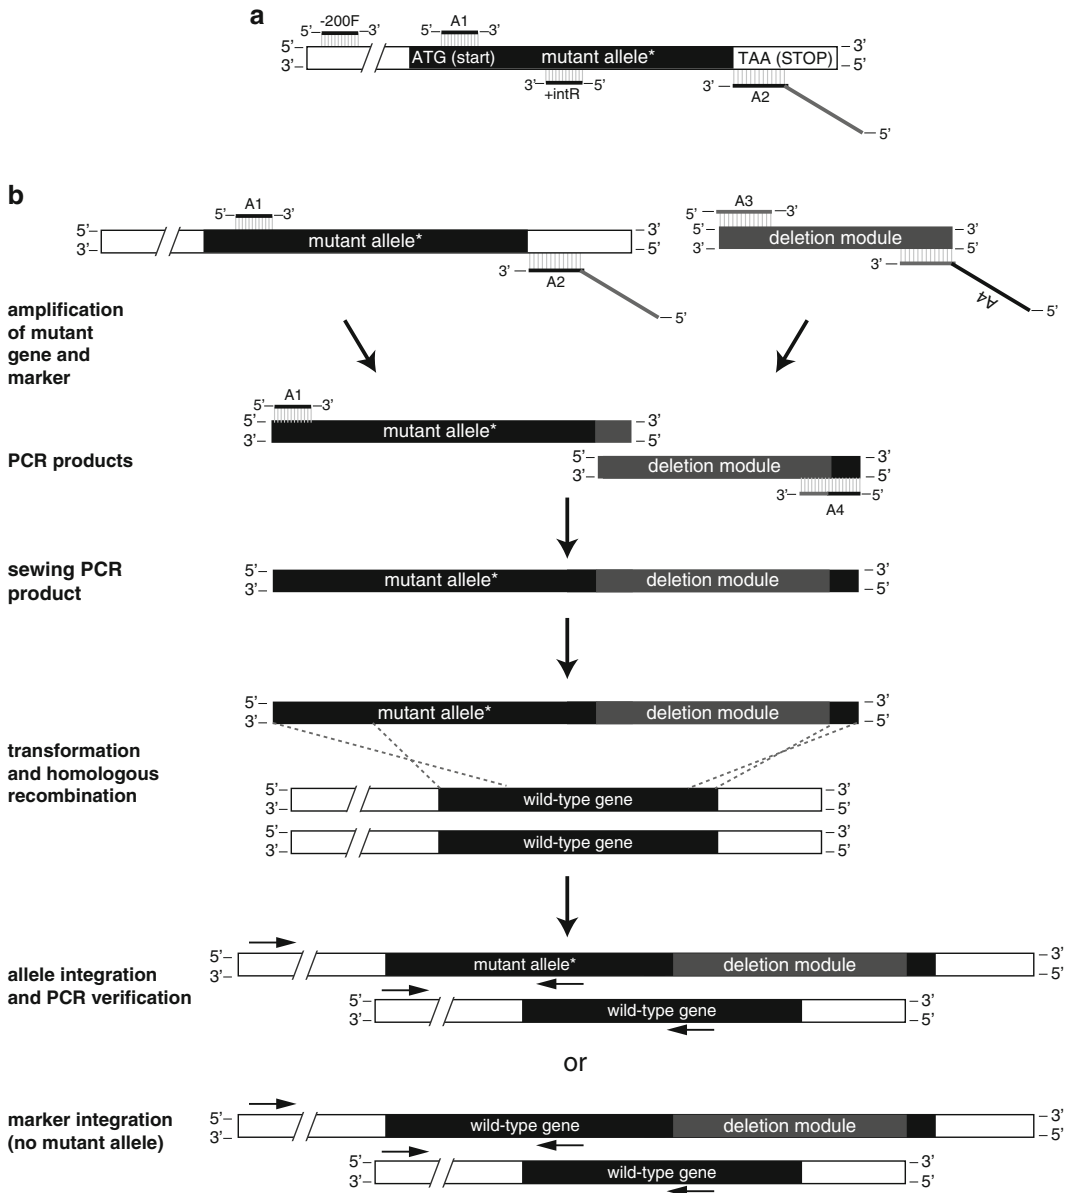 a
-200F
5’ 3’
A1
5’ 3’
5’ 3’
3’ 5’
ATG (start) mutant allele* TAA (STOP)
3’ 5’
+intR
3’
A2
5’
b
A1
5’ 3’
5’ 3’
3’ 5’
mutant allele*
3’
A2
5’
A3
5’ 3’
5’ 3’
3’ 5’
deletion module
3’
A4
5’
amplification
of mutant
gene and
marker
A1
5’ 3’
5’ 3’
3’ 5’
mutant allele*
PCR products
5’ 3’
3’ 5’
deletion module
3’ 5’
A4
sewing PCR
product
5’ 3’
3’ 5’
mutant allele* deletion module
5’ 3’
3’ 5’
mutant allele* deletion module
transformation
and homologous
recombination
5’ 3’
3’ 5’
wild-type gene
5’ 3’
3’ 5’
wild-type gene
allele integration
and PCR verification
5’ 3’
3’ 5’
mutant allele* deletion module
5’ 3’
3’ 5’
wild-type gene
or
marker integration
(no mutant allele)
5’ 3’
3’ 5’
wild-type gene deletion module
5’ 3’
3’ 5’
wild-type gene